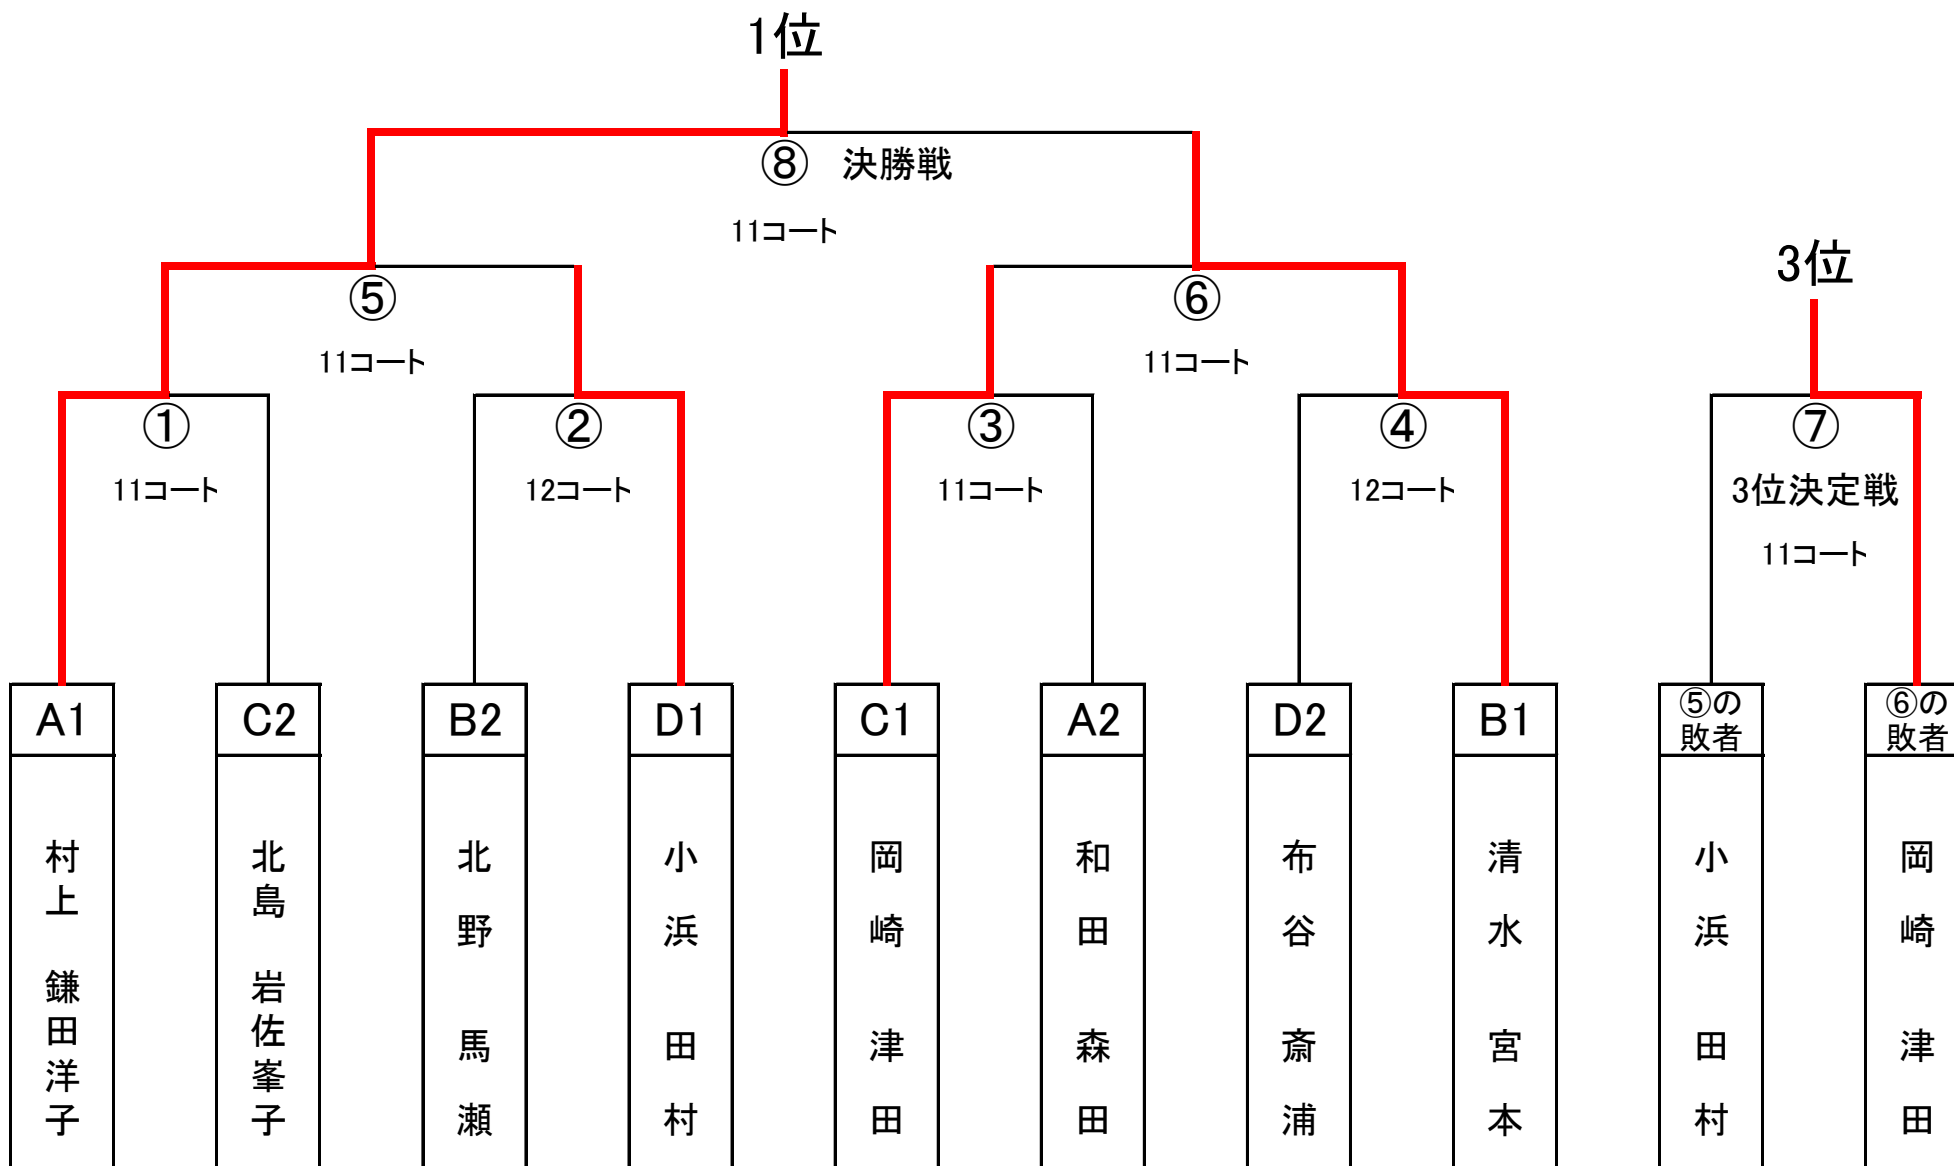 1位
⑧ 決勝戦
11コート
3位
⑤
11コート
⑥
11コート
①
11コート
②
12コート
③
11コート
④
12コート
⑦
3位決定戦
11コート
A1
C2
B2
D1
C1
A2
D2
B1
⑤の
敗者
⑥の
敗者
村上 鎌田洋子
北島 岩佐峯子
北野 馬瀬
小浜 田村
岡崎 津田
和田 森田
布谷 斎浦
清水 宮本
小浜 田村
岡崎 津田